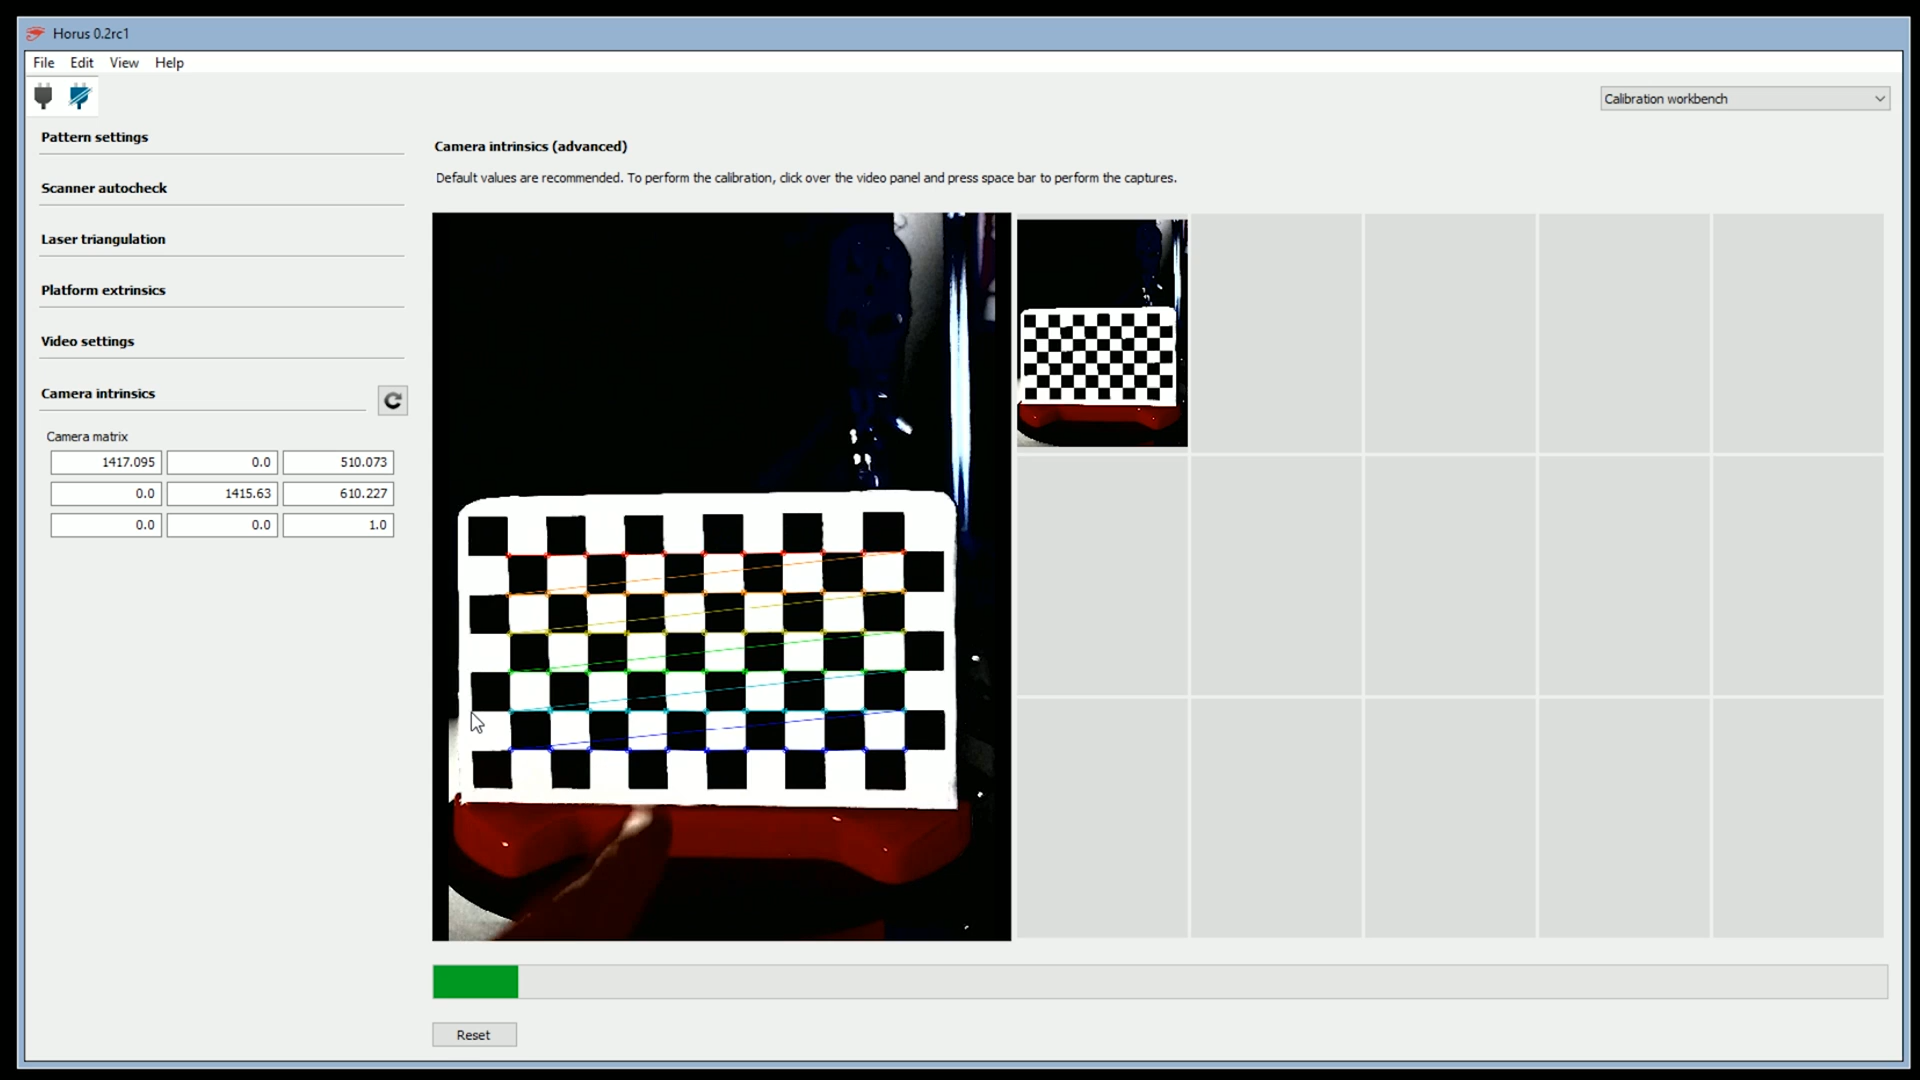 Horus 0.2rc1
File Edit View Help
Calibration workbench
Pattern settings
Scanner autocheck
Laser triangulation
Platform extrinsics
Video settings
Camera intrinsics
Camera matrix
1417.095 0.0 510.073
0.0 1415.63 610.227
0.0 0.0 1.0
Camera intrinsics (advanced)
Default values are recommended. To perform the calibration, click over the video panel and press space bar to perform the captures.
Reset